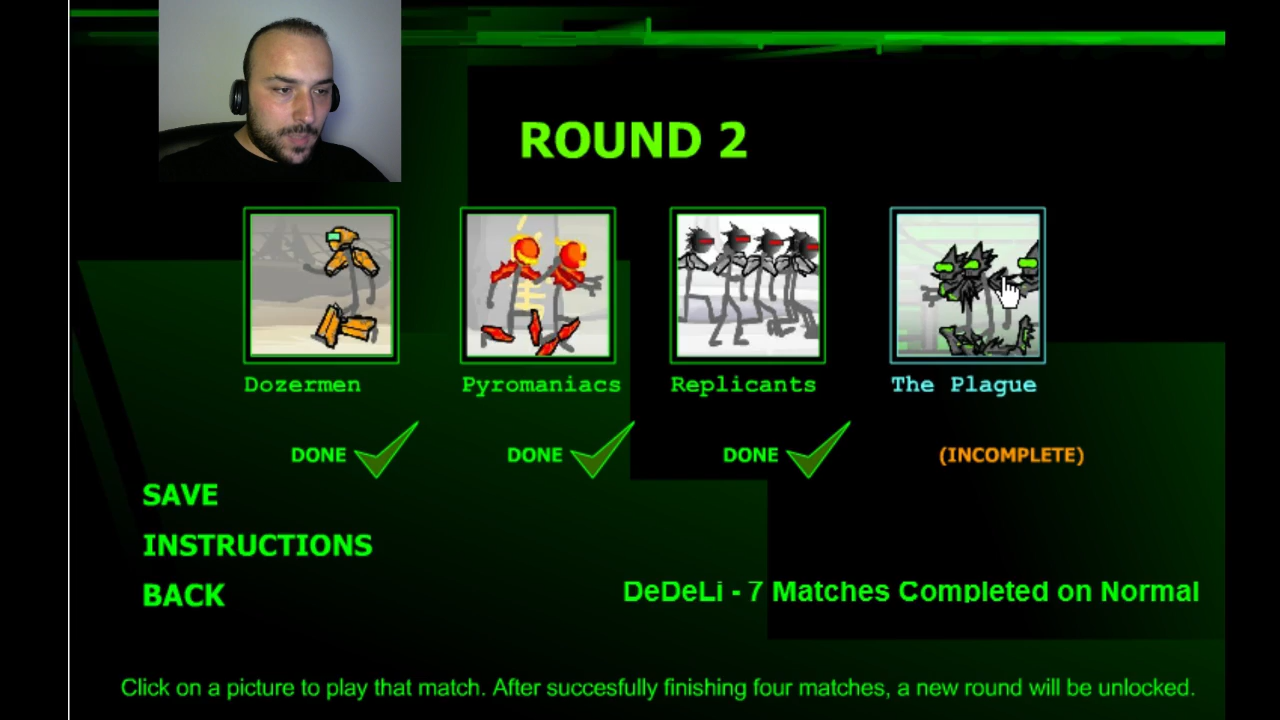 ROUND 2
Dozermen
Pyromaniacs
Replicants
The Plague
DONE
DONE
DONE
(INCOMPLETE)
SAVE
INSTRUCTIONS
BACK
DeDeLi - 7 Matches Completed on Normal
Click on a picture to play that match. After succesfully finishing four matches, a new round will be unlocked.